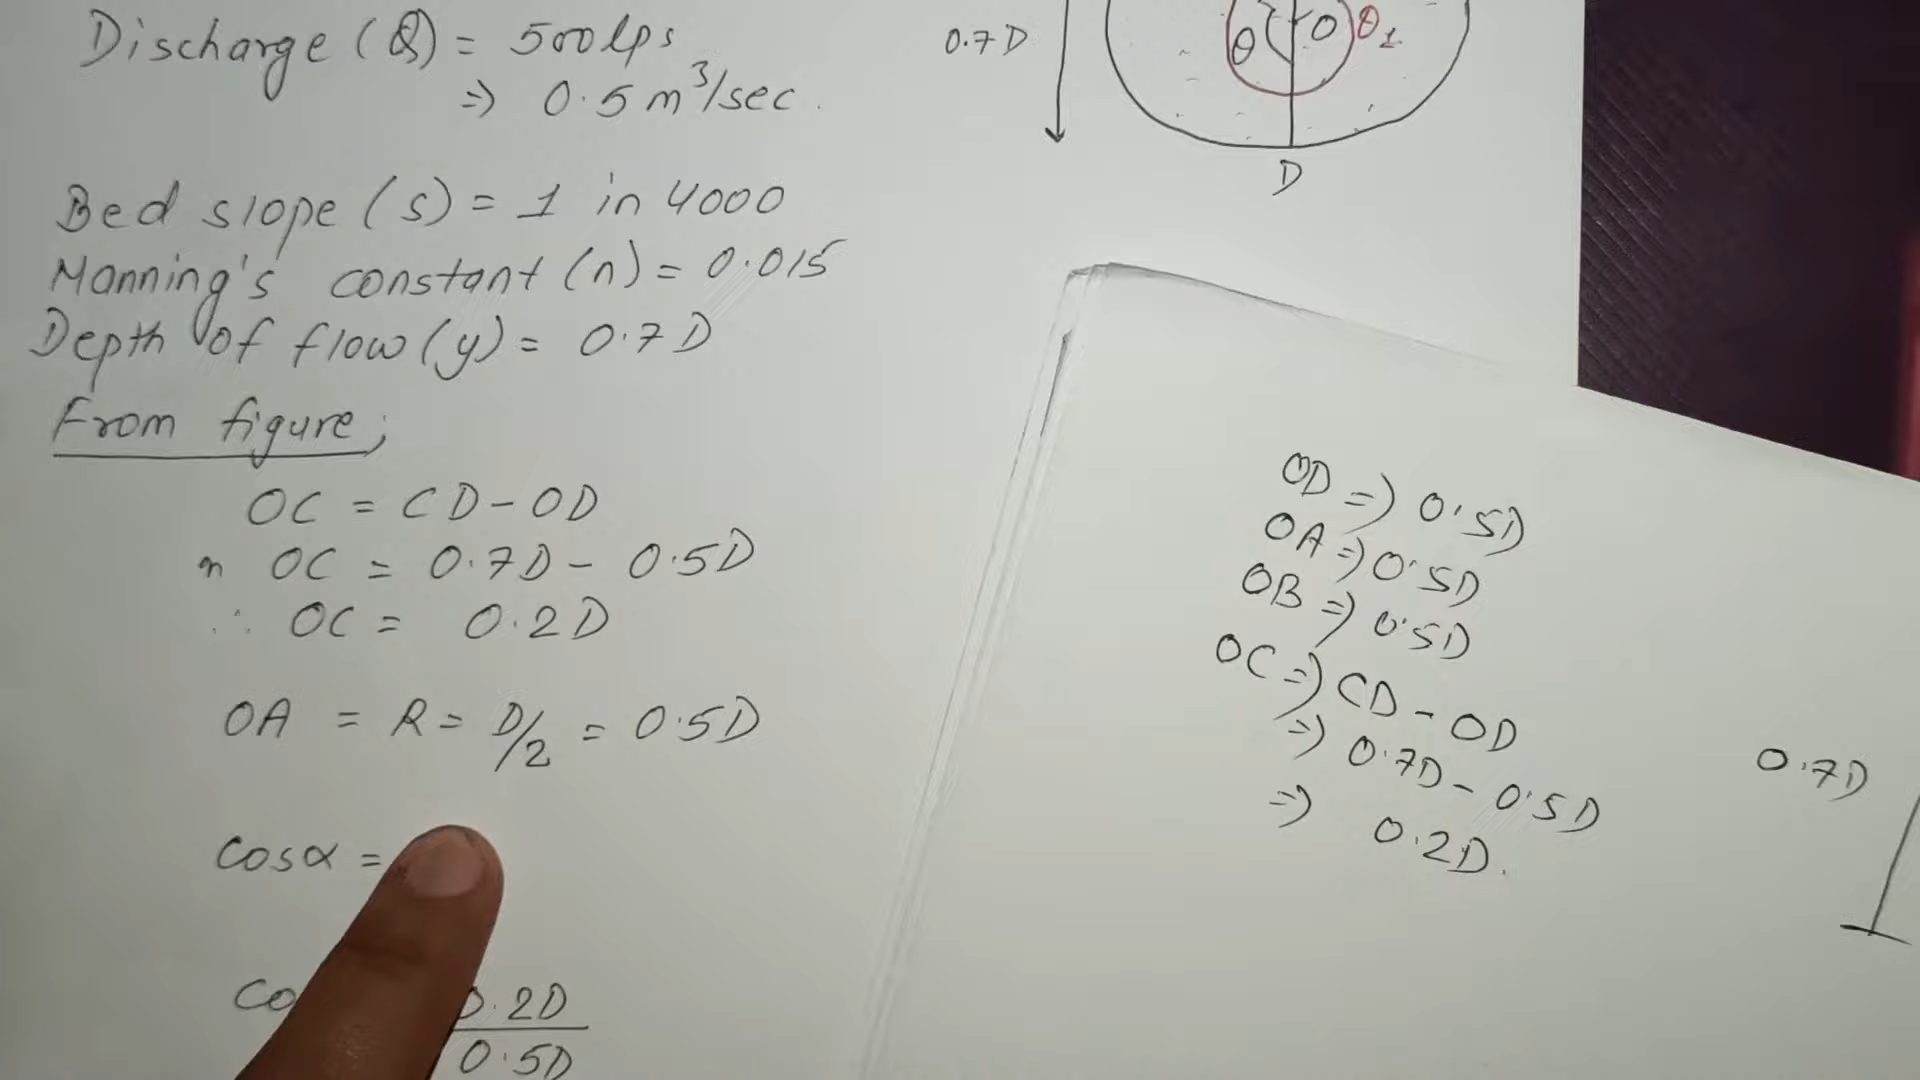 Discharge (Q) = 500lps
=> 0.5 m³/sec.
Bed slope (s) = 1 in 4000
Manning's constant (n) = 0.015
Depth of flow (y) = 0.7D
From figure;
OC = CD - OD
OC = 0.7D - 0.5D
∴ OC = 0.2D
OA = R = D/2 = 0.5D
Cosα =
0.2D
0.5D
0.7D
θ θ θ1
D
OD => 0.5D
OA => 0.5D
OB => 0.5D
OC => CD - OD
=> 0.7D - 0.5D
=> 0.2D.
0.7D